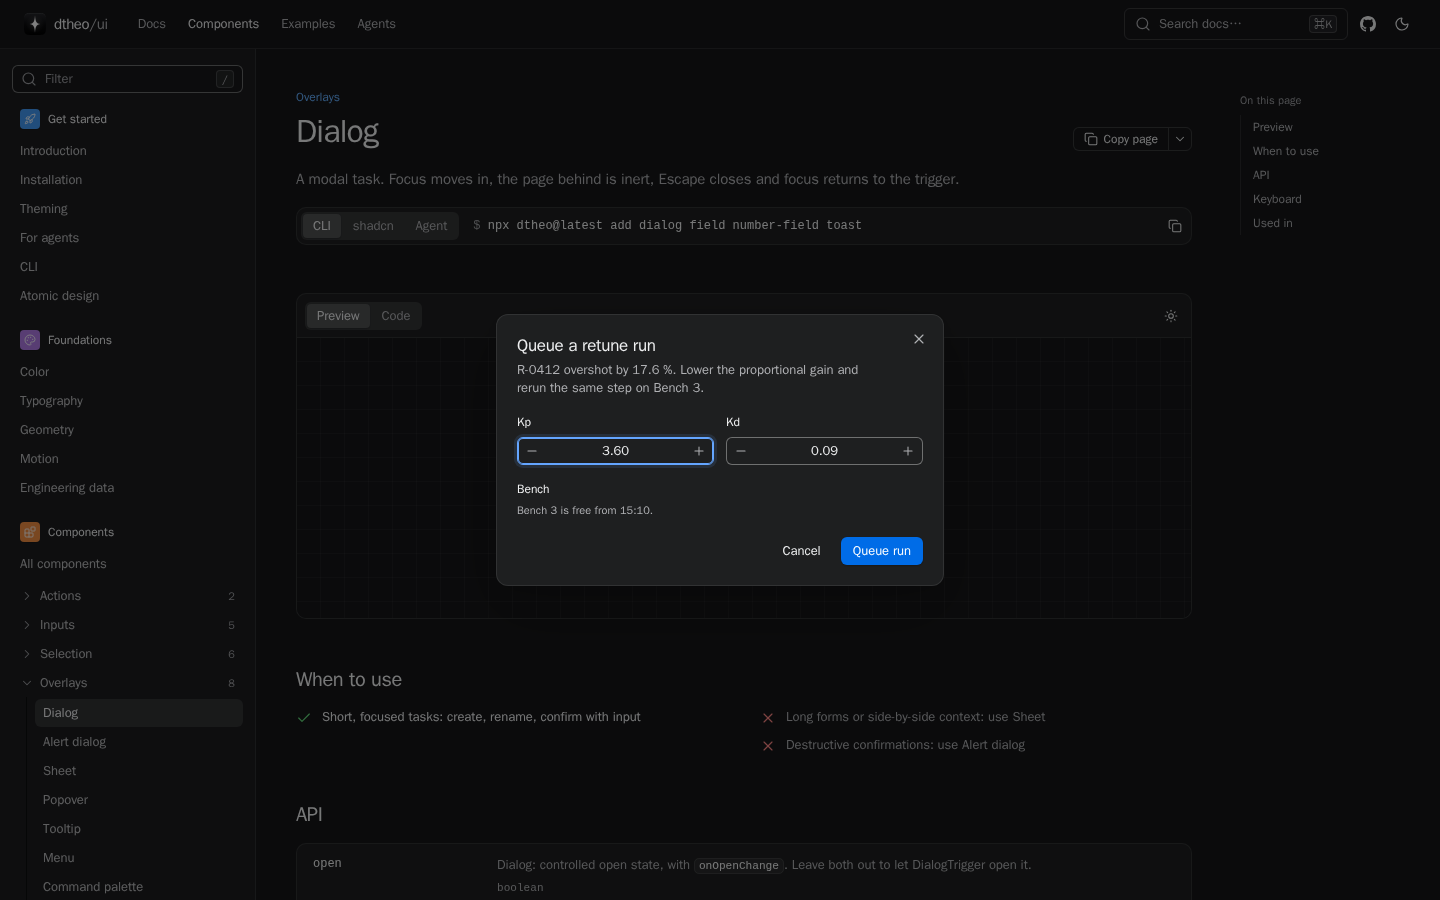 dtheo/ui
Docs
Components
Examples
Agents
Search docs···
⌘K
Filter
/
Get started
Introduction
Installation
Theming
For agents
CLI
Atomic design
Foundations
Color
Typography
Geometry
Motion
Engineering data
Components
All components
Actions 2
Inputs 5
Selection 6
Overlays 8
Dialog
Alert dialog
Sheet
Popover
Tooltip
Menu
Command palette
Overlays
Dialog
Copy page
A modal task. Focus moves in, the page behind is inert, Escape closes and focus returns to the trigger.
CLI
shadcn
Agent
$ npx dtheo@latest add dialog field number-field toast
Preview
Code
Queue a retune run
R-0412 overshot by 17.6 %. Lower the proportional gain and
rerun the same step on Bench 3.
Kp
Kd
3.60
0.09
Bench
Bench 3 is free from 15:10.
Cancel
Queue run
When to use
Short, focused tasks: create, rename, confirm with input
Long forms or side-by-side context: use Sheet
Destructive confirmations: use Alert dialog
API
open
Dialog: controlled open state, with onOpenChange. Leave both out to let DialogTrigger open it.
boolean
On this page
Preview
When to use
API
Keyboard
Used in